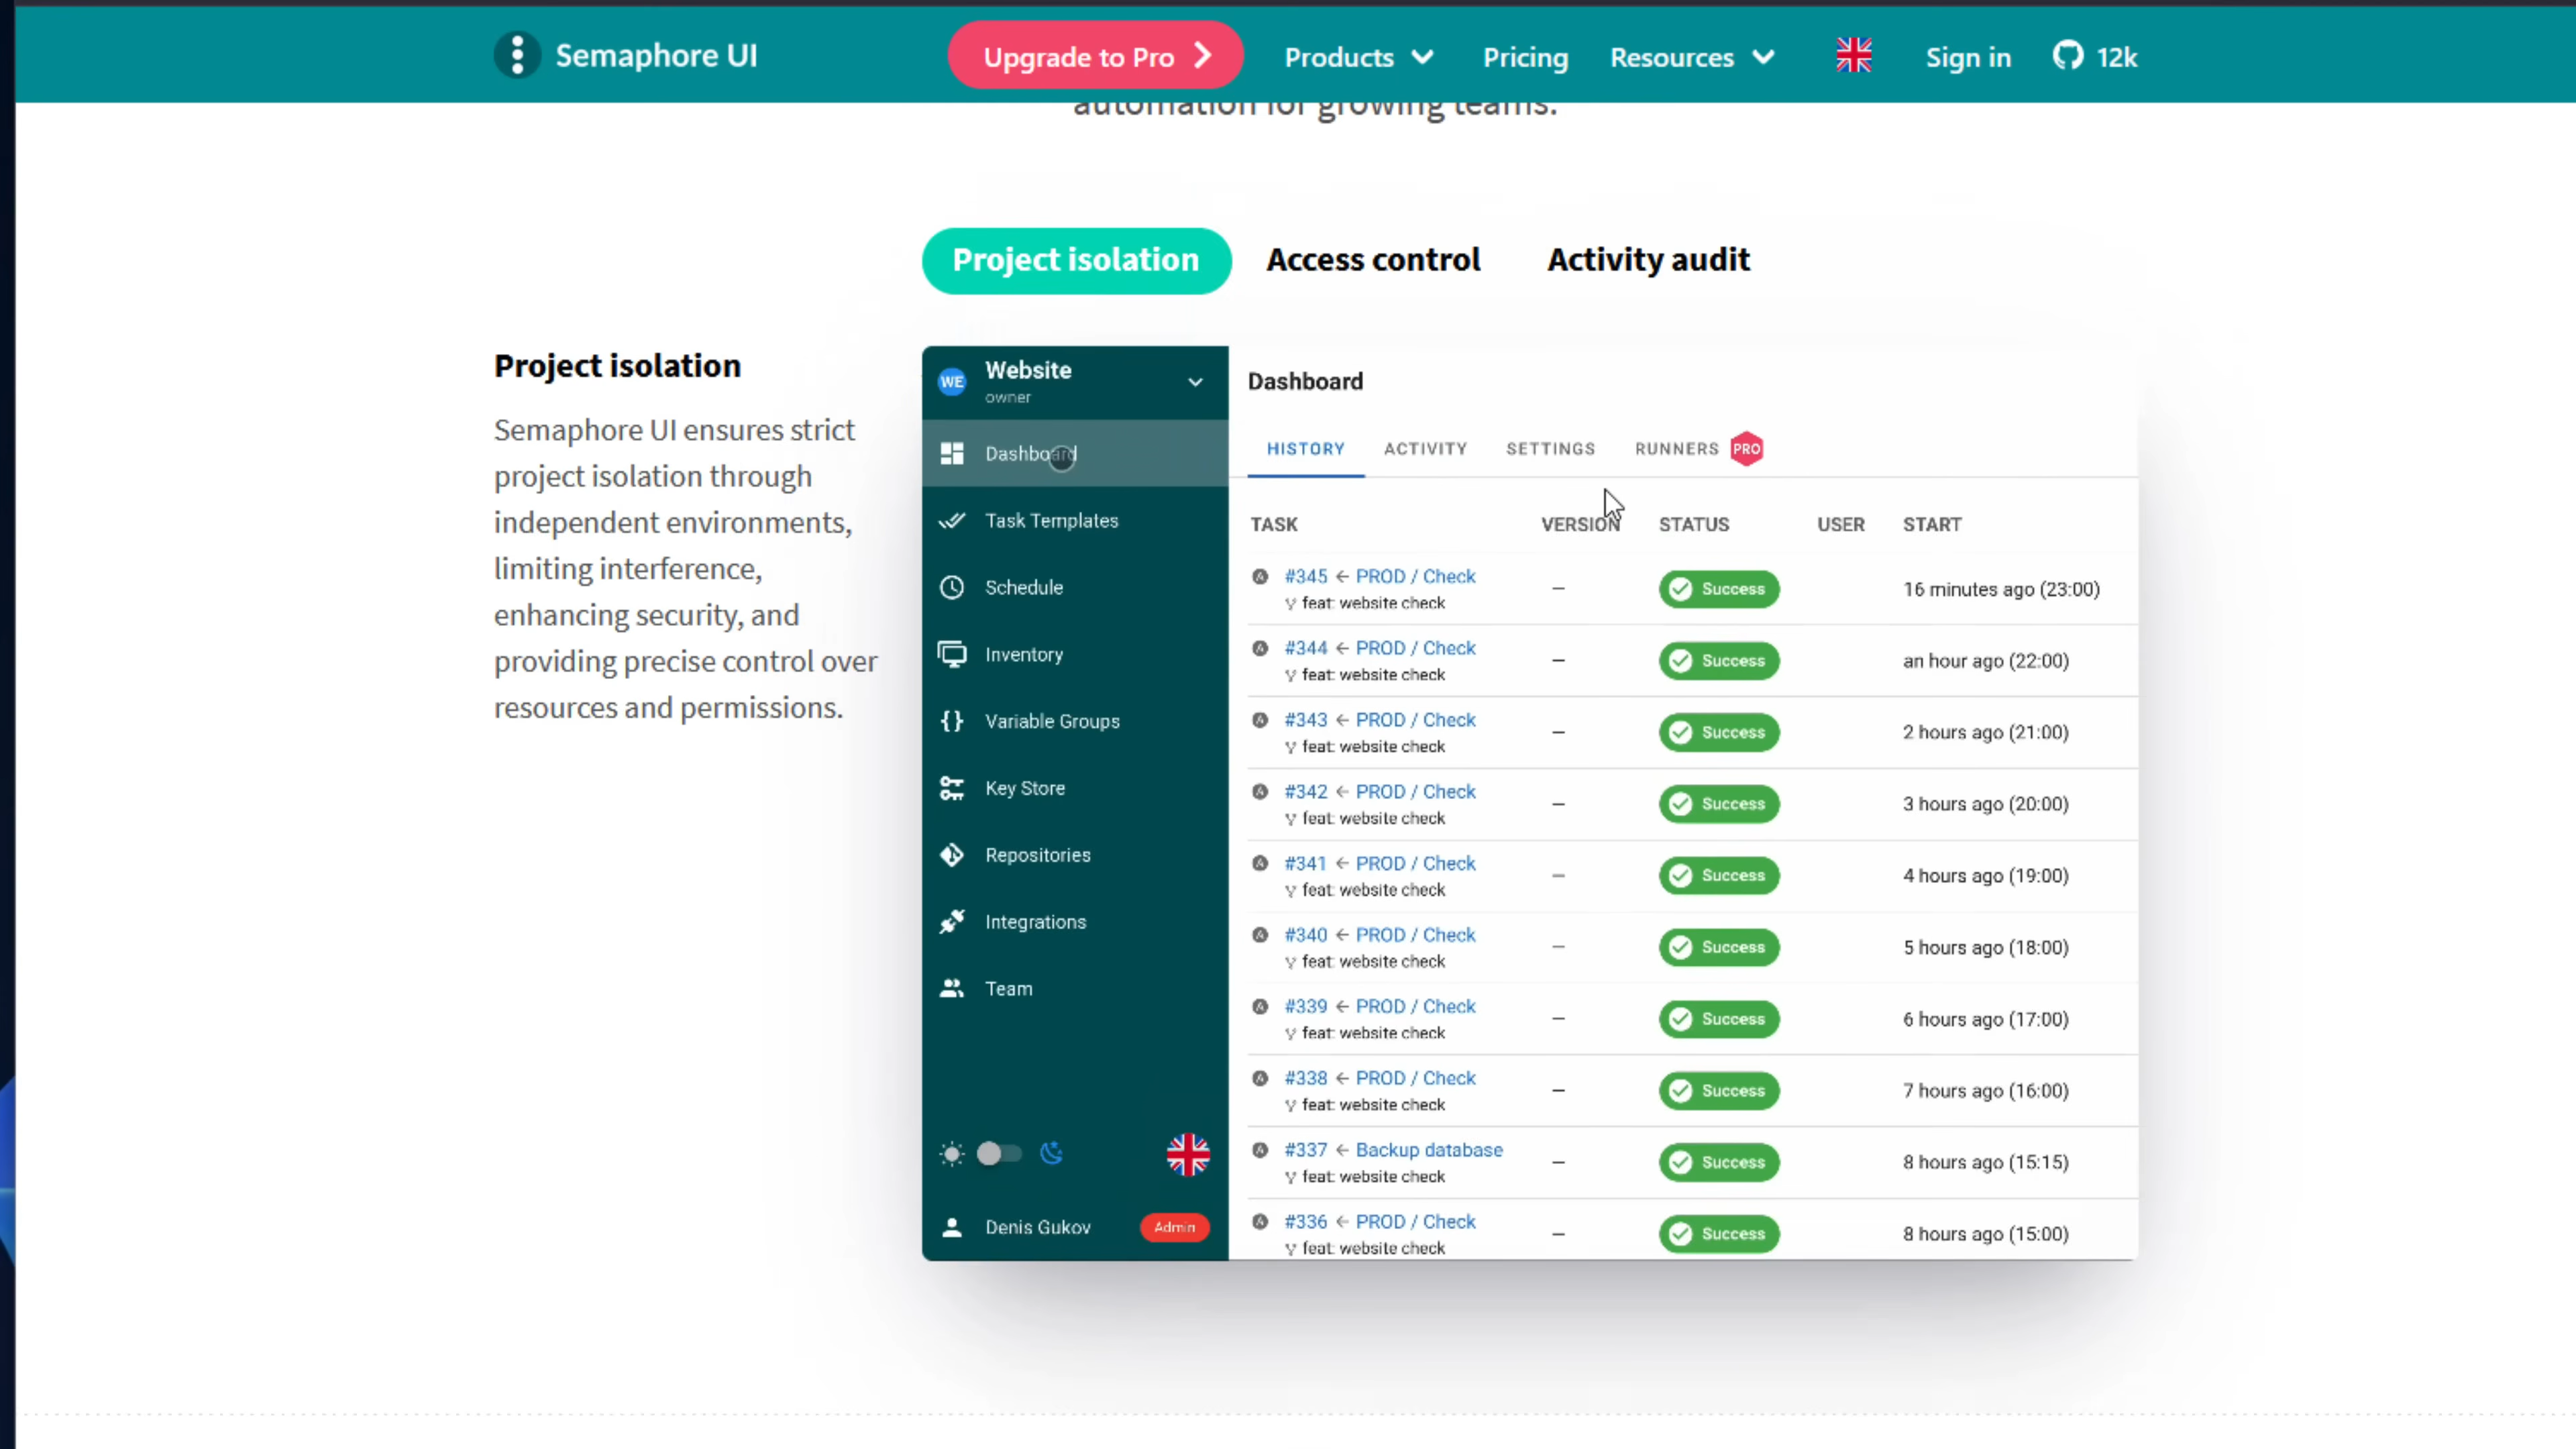 Semaphore UI
Upgrade to Pro
Products
Pricing
Resources
Sign in
12k
automation for growing teams.
Project isolation
Access control
Activity audit
Project isolation
Semaphore UI ensures strict
project isolation through
independent environments,
limiting interference,
enhancing security, and
providing precise control over
resources and permissions.
WE
Website
owner
Dashboard
Task Templates
Schedule
Inventory
Variable Groups
Key Store
Repositories
Integrations
Team
Denis Gukov
Admin
Dashboard
HISTORY
ACTIVITY
SETTINGS
RUNNERS PRO
TASK VERSION STATUS USER START
#345 ← PROD / Check — Success 16 minutes ago (23:00)
feat: website check
#344 ← PROD / Check — Success an hour ago (22:00)
feat: website check
#343 ← PROD / Check — Success 2 hours ago (21:00)
feat: website check
#342 ← PROD / Check — Success 3 hours ago (20:00)
feat: website check
#341 ← PROD / Check — Success 4 hours ago (19:00)
feat: website check
#340 ← PROD / Check — Success 5 hours ago (18:00)
feat: website check
#339 ← PROD / Check — Success 6 hours ago (17:00)
feat: website check
#338 ← PROD / Check — Success 7 hours ago (16:00)
feat: website check
#337 ← Backup database — Success 8 hours ago (15:15)
feat: website check
#336 ← PROD / Check — Success 8 hours ago (15:00)
feat: website check